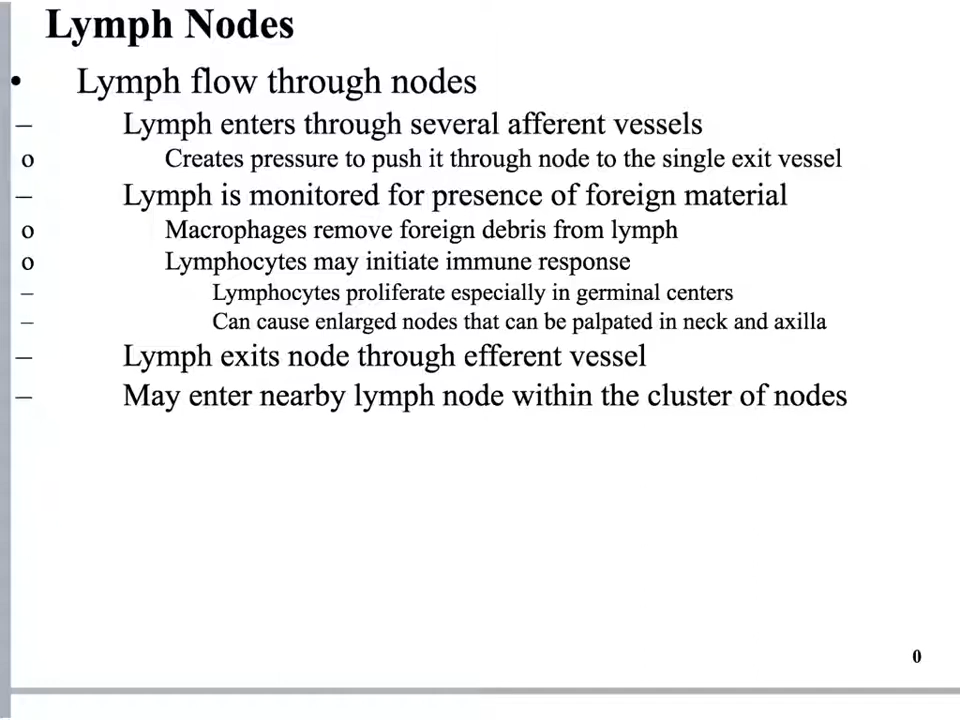 Lymph Nodes
• Lymph flow through nodes
– Lymph enters through several afferent vessels
o Creates pressure to push it through node to the single exit vessel
– Lymph is monitored for presence of foreign material
o Macrophages remove foreign debris from lymph
o Lymphocytes may initiate immune response
– Lymphocytes proliferate especially in germinal centers
– Can cause enlarged nodes that can be palpated in neck and axilla
– Lymph exits node through efferent vessel
– May enter nearby lymph node within the cluster of nodes
0